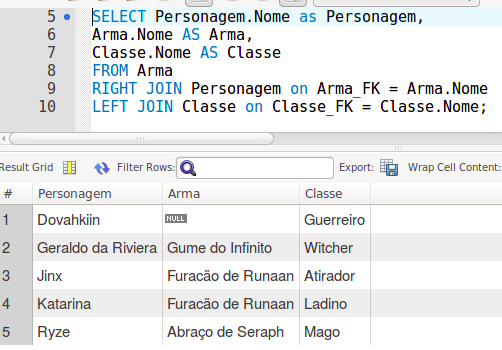 5 SELECT Personagem.Nome as Personagem,
6 Arma.Nome AS Arma,
7 Classe.Nome AS Classe
8 FROM Arma
9 RIGHT JOIN Personagem on Arma_FK = Arma.Nome
10 LEFT JOIN Classe on Classe_FK = Classe.Nome;
Result Grid Filter Rows: Export: Wrap Cell Content:
# Personagem Arma Classe
1 Dovahkiin NULL Guerreiro
2 Geraldo da Riviera Gume do Infinito Witcher
3 Jinx Furacão de Runaan Atirador
4 Katarina Furacão de Runaan Ladino
5 Ryze Abraço de Seraph Mago